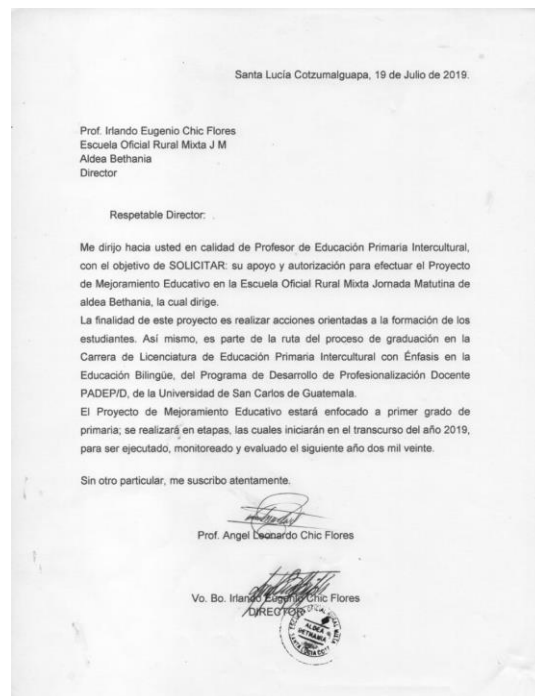 Santa Lucía Cotzumalguapa, 19 de Julio de 2019.
Prof. Irlando Eugenio Chic Flores
Escuela Oficial Rural Mixta J M
Aldea Bethania
Director
Respetable Director:
Me dirijo hacia usted en calidad de Profesor de Educación Primaria Intercultural,
con el objetivo de SOLICITAR: su apoyo y autorización para efectuar el Proyecto
de Mejoramiento Educativo en la Escuela Oficial Rural Mixta Jornada Matutina de
aldea Bethania, la cual dirige.
La finalidad de este proyecto es realizar acciones orientadas a la formación de los
estudiantes. Así mismo, es parte de la ruta del proceso de graduación en la
Carrera de Licenciatura de Educación Primaria Intercultural con Énfasis en la
Educación Bilingüe, del Programa de Desarrollo de Profesionalización Docente
PADEP/D, de la Universidad de San Carlos de Guatemala.
El Proyecto de Mejoramiento Educativo estará enfocado a primer grado de
primaria; se realizará en etapas, las cuales iniciarán en el transcurso del año 2019,
para ser ejecutado, monitoreado y evaluado el siguiente año dos mil veinte.
Sin otro particular, me suscribo atentamente.
Prof. Angel Leonardo Chic Flores
Vo. Bo. Irlando Eugenio Chic Flores
DIRECTOR
ESCUELA OFICIAL RURAL MIXTA
ALDEA
BETHANIA